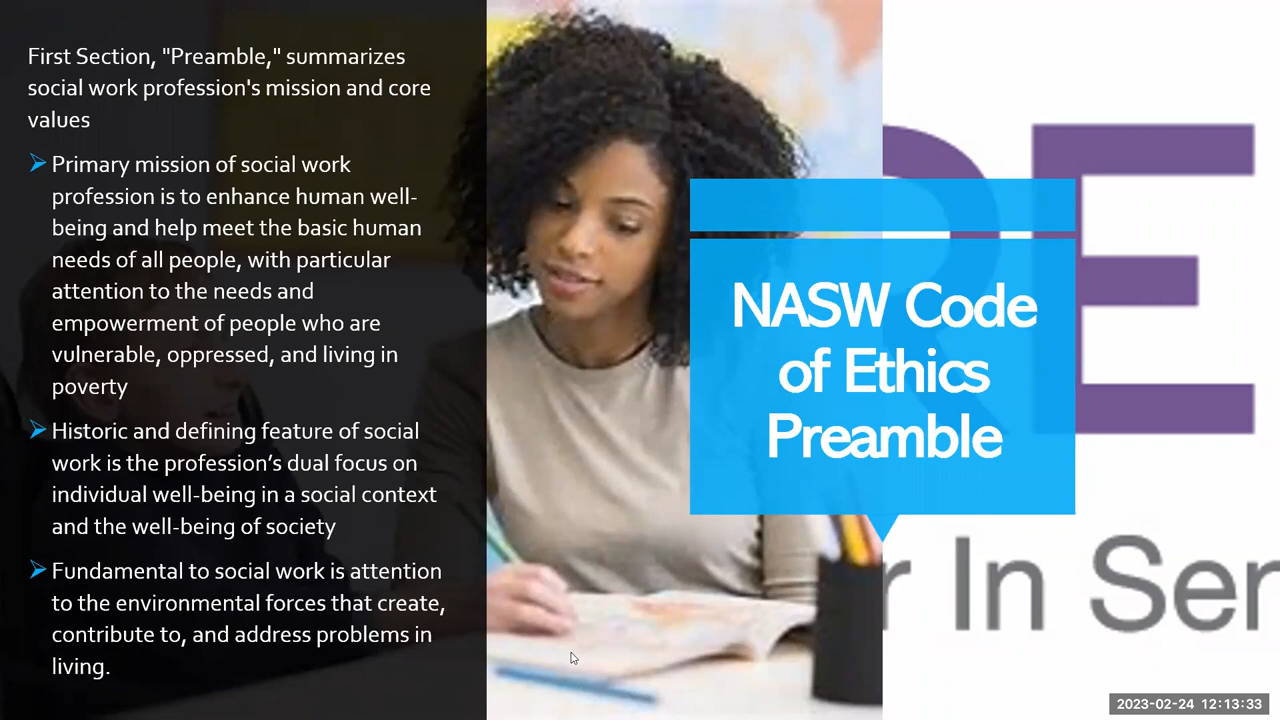 First Section, "Preamble," summarizes
social work profession's mission and core
values
Primary mission of social work
profession is to enhance human well-
being and help meet the basic human
needs of all people, with particular
attention to the needs and
empowerment of people who are
vulnerable, oppressed, and living in
poverty
Historic and defining feature of social
work is the profession’s dual focus on
individual well-being in a social context
and the well-being of society
Fundamental to social work is attention
to the environmental forces that create,
contribute to, and address problems in
living.
NASW Code
of Ethics
Preamble
RE
r In Ser
2023-02-24 12:13:33